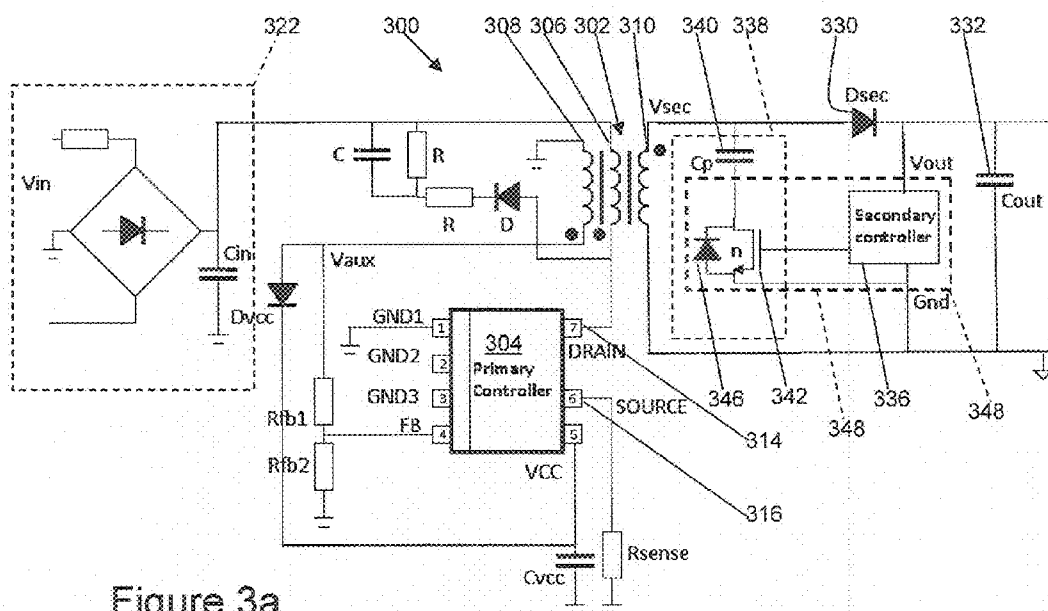 322
300
308
306
302
310
340
338
330
332
Vsec
Dsec
Vin
C
R
R
D
Cp
Vout
Cout
Secondary
controller
n
Cin
Vaux
Dvcc
Gnd
GND1
1
GND2
2
GND3
3
FB
4
304
Primary
Controller
7
DRAIN
6
SOURCE
5
VCC
346
342
336
348
348
314
316
Rfb1
Rfb2
Rsense
Cvcc
Figure 3a